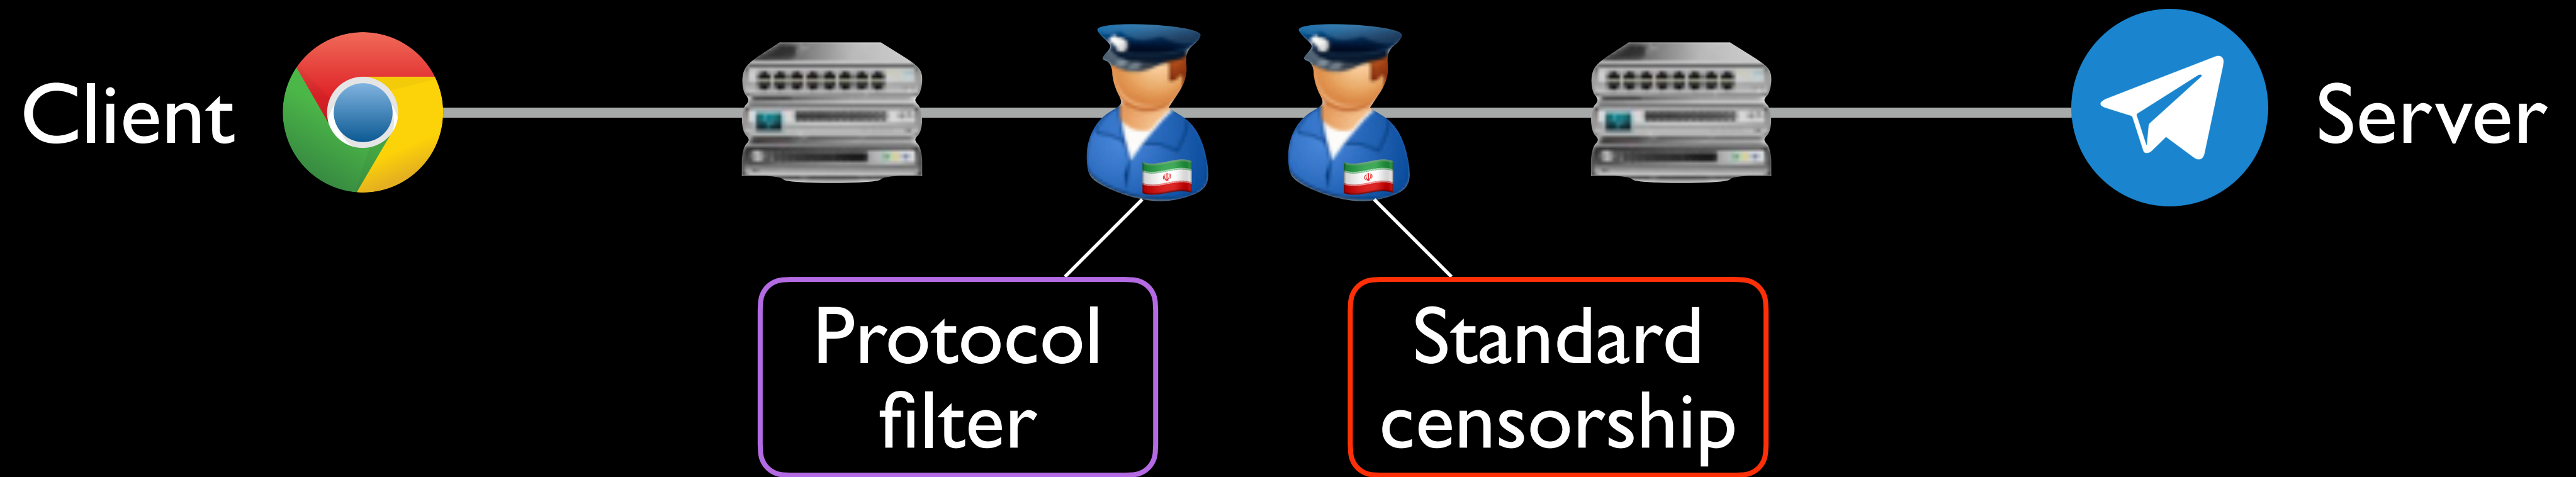 Client
Server
Protocol
filter
Standard
censorship